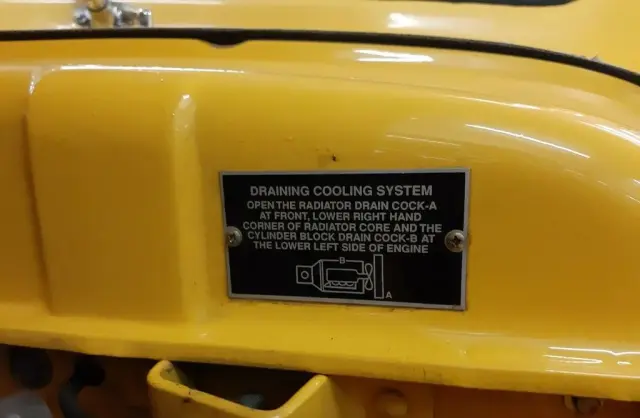 DRAINING COOLING SYSTEM
OPEN THE RADIATOR DRAIN COCK-A
AT FRONT, LOWER RIGHT HAND
CORNER OF RADIATOR CORE AND THE
CYLINDER BLOCK DRAIN COCK-B AT
THE LOWER LEFT SIDE OF ENGINE
B
A